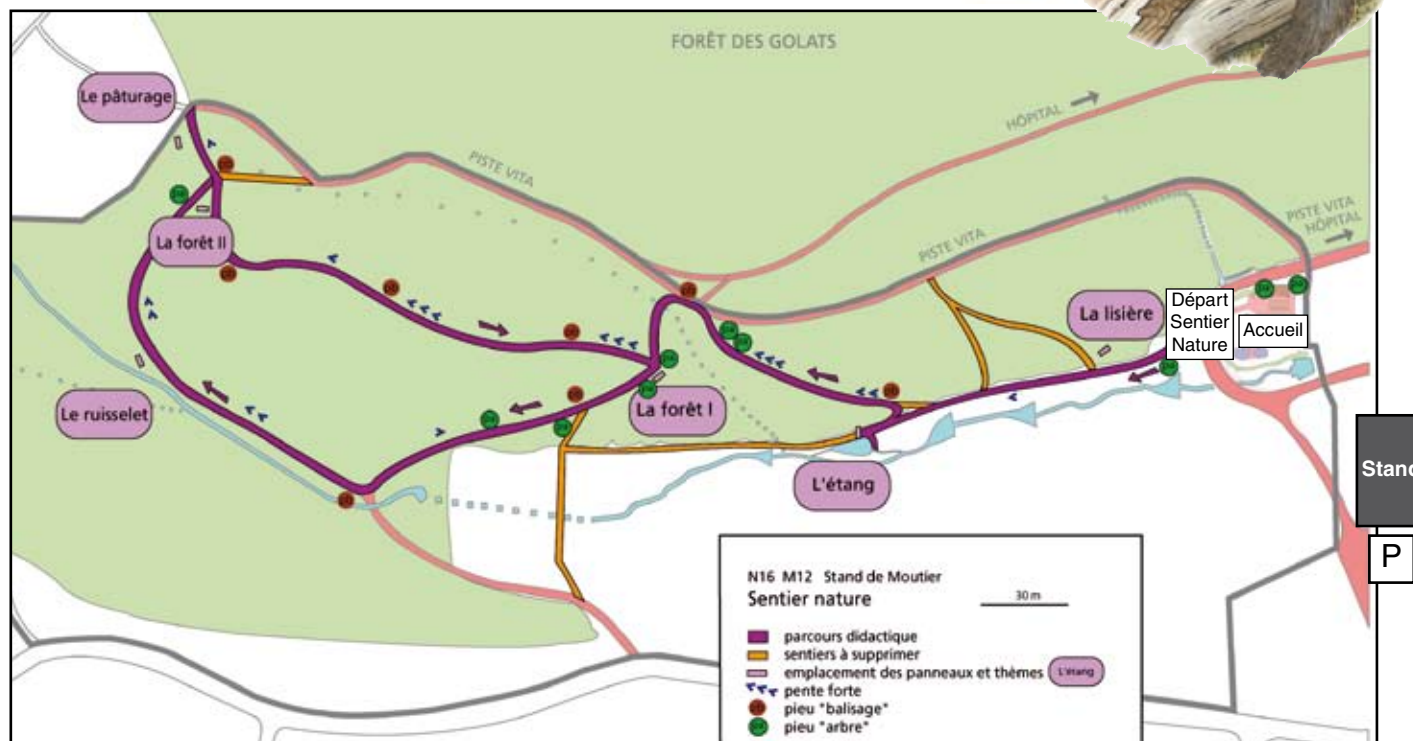 FORÊT DES GOLATS
Le pâturage
HÔPITAL
PISTE VITA
PISTE VITA
PISTE VITA
HÔPITAL
La forêt II
La lisière
Départ
Sentier
Nature
Accueil
Le ruisselet
La forêt I
L'étang
Stand
P
N16 M12 Stand de Moutier
Sentier nature
30 m
parcours didactique
sentiers à supprimer
emplacement des panneaux et thèmes L'étang
pente forte
pieu "balisage"
pieu "arbre"